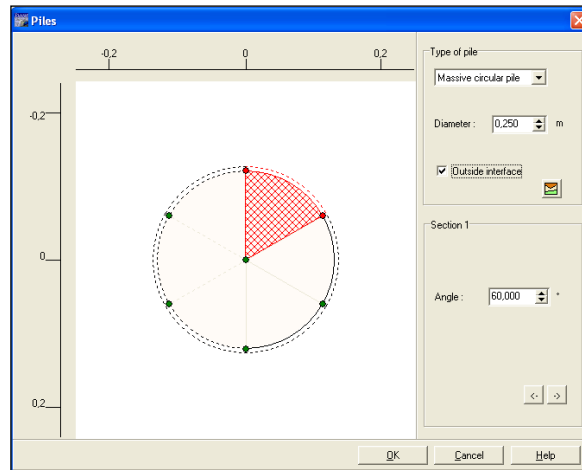 Piles
-0,2
0
0,2
Type of pile
Massive circular pile
-0,2
Diameter :
0,250
m
Outside interface
Section 1
0
Angle :
60,000
°
<-
->
0,2
OK
Cancel
Help